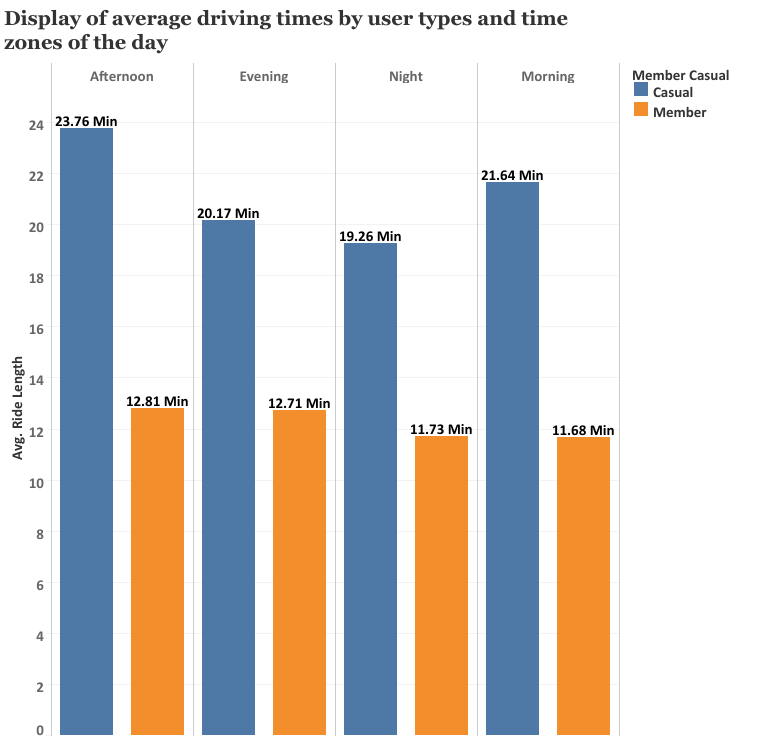 Display of average driving times by user types and time
zones of the day
Afternoon
Evening
Night
Morning
Member Casual
Casual
Member
Avg. Ride Length
24
22
20
18
16
14
12
10
8
6
4
2
0
23.76 Min
12.81 Min
20.17 Min
12.71 Min
19.26 Min
11.73 Min
21.64 Min
11.68 Min